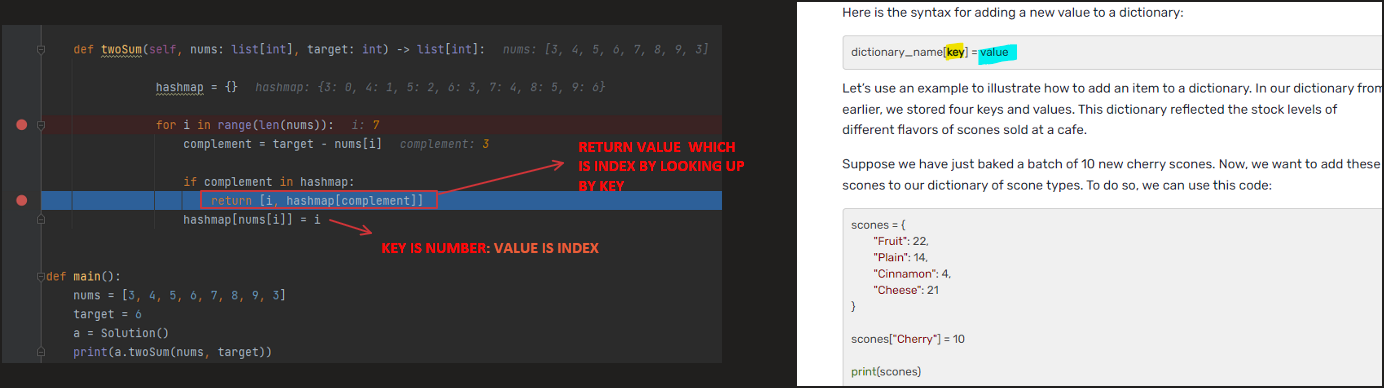 def twoSum(self, nums: list[int], target: int) -> list[int]:   nums: [3, 4, 5, 6, 7, 8, 9, 3]
hashmap = {}   hashmap: {3: 0, 4: 1, 5: 2, 6: 3, 7: 4, 8: 5, 9: 6}
for i in range(len(nums)):   i: 7
complement = target - nums[i]   complement: 3
if complement in hashmap:
return [i, hashmap[complement]]
hashmap[nums[i]] = i
RETURN VALUE WHICH
IS INDEX BY LOOKING UP
BY KEY
KEY IS NUMBER: VALUE IS INDEX
def main():
nums = [3, 4, 5, 6, 7, 8, 9, 3]
target = 6
a = Solution()
print(a.twoSum(nums, target))
Here is the syntax for adding a new value to a dictionary:
dictionary_name[key] = value
Let's use an example to illustrate how to add an item to a dictionary. In our dictionary from
earlier, we stored four keys and values. This dictionary reflected the stock levels of
different flavors of scones sold at a cafe.
Suppose we have just baked a batch of 10 new cherry scones. Now, we want to add these
scones to our dictionary of scone types. To do so, we can use this code:
scones = {
"Fruit": 22,
"Plain": 14,
"Cinnamon": 4,
"Cheese": 21
}
scones["Cherry"] = 10
print(scones)